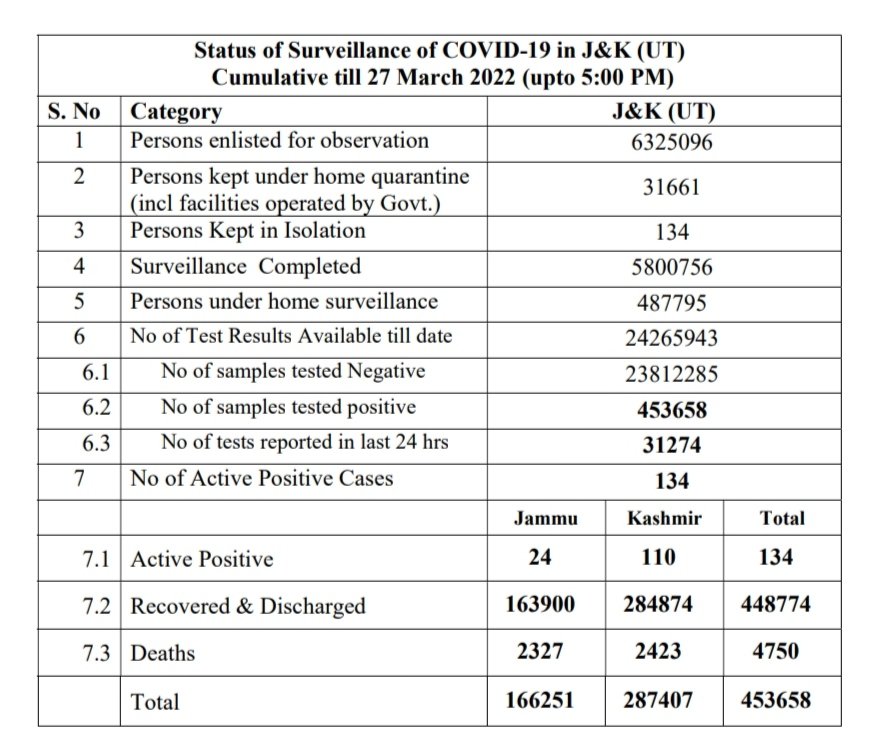 Status of Surveillance of COVID-19 in J&K (UT)
Cumulative till 27 March 2022 (upto 5:00 PM)
S. No Category J&K (UT)
1 Persons enlisted for observation 6325096
2 Persons kept under home quarantine
(incl facilities operated by Govt.) 31661
3 Persons Kept in Isolation 134
4 Surveillance Completed 5800756
5 Persons under home surveillance 487795
6 No of Test Results Available till date 24265943
6.1 No of samples tested Negative 23812285
6.2 No of samples tested positive 453658
6.3 No of tests reported in last 24 hrs 31274
7 No of Active Positive Cases 134
Jammu Kashmir Total
7.1 Active Positive 24 110 134
7.2 Recovered & Discharged 163900 284874 448774
7.3 Deaths 2327 2423 4750
Total 166251 287407 453658